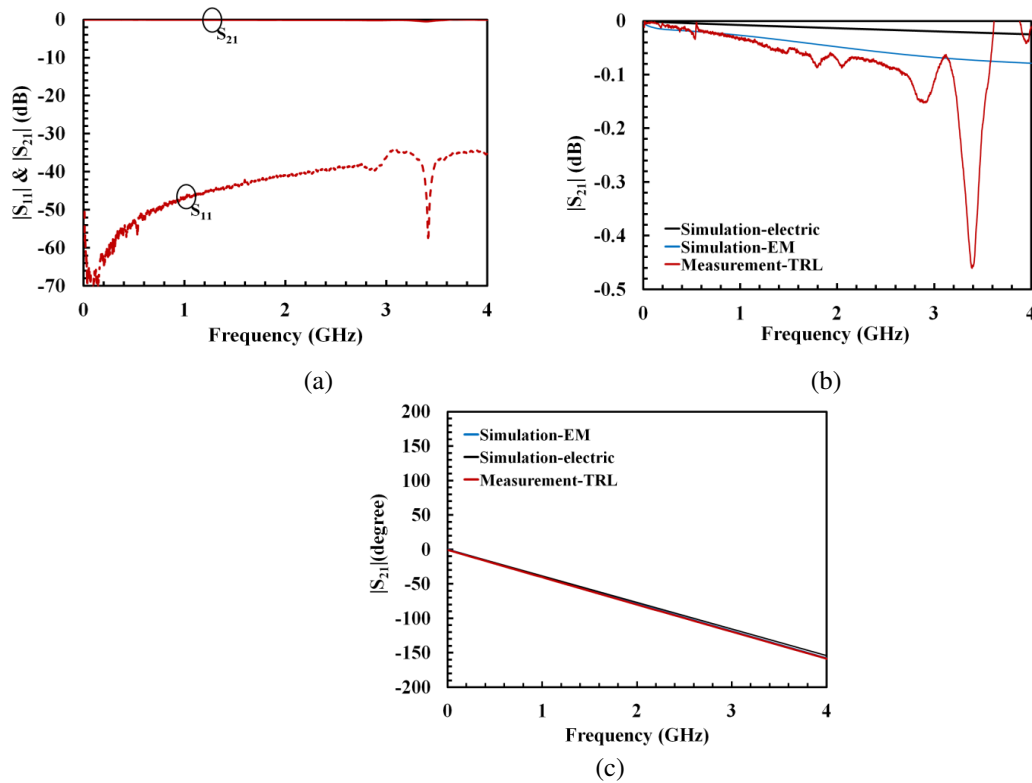 |S11| & |S21| (dB)
0
-10
-20
-30
-40
-50
-60
-70
S21
S11
0 1 2 3 4
Frequency (GHz)
(a)
|S21| (dB)
0
-0.1
-0.2
-0.3
-0.4
-0.5
Simulation-electric
Simulation-EM
Measurement-TRL
0 1 2 3 4
Frequency (GHz)
(b)
|S21|(degree)
200
150
100
50
0
-50
-100
-150
-200
Simulation-EM
Simulation-electric
Measurement-TRL
0 1 2 3 4
Frequency (GHz)
(c)